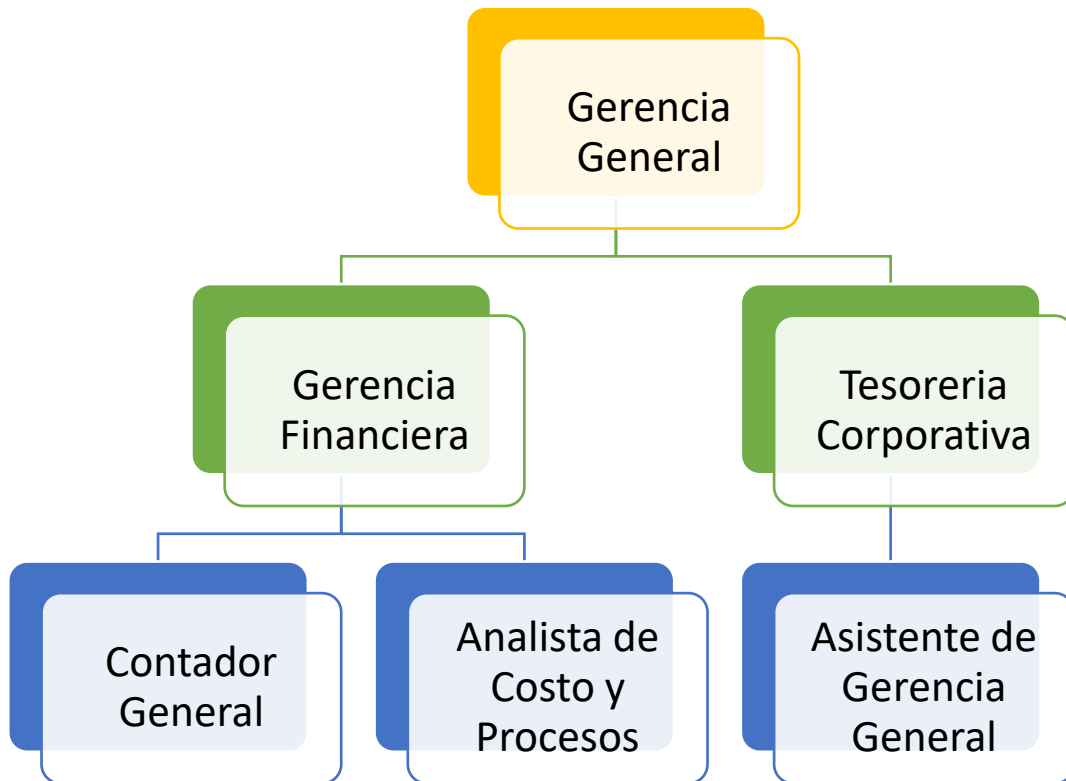 Gerencia
General
Gerencia
Financiera
Tesoreria
Corporativa
Contador
General
Analista de
Costo y
Procesos
Asistente de
Gerencia
General